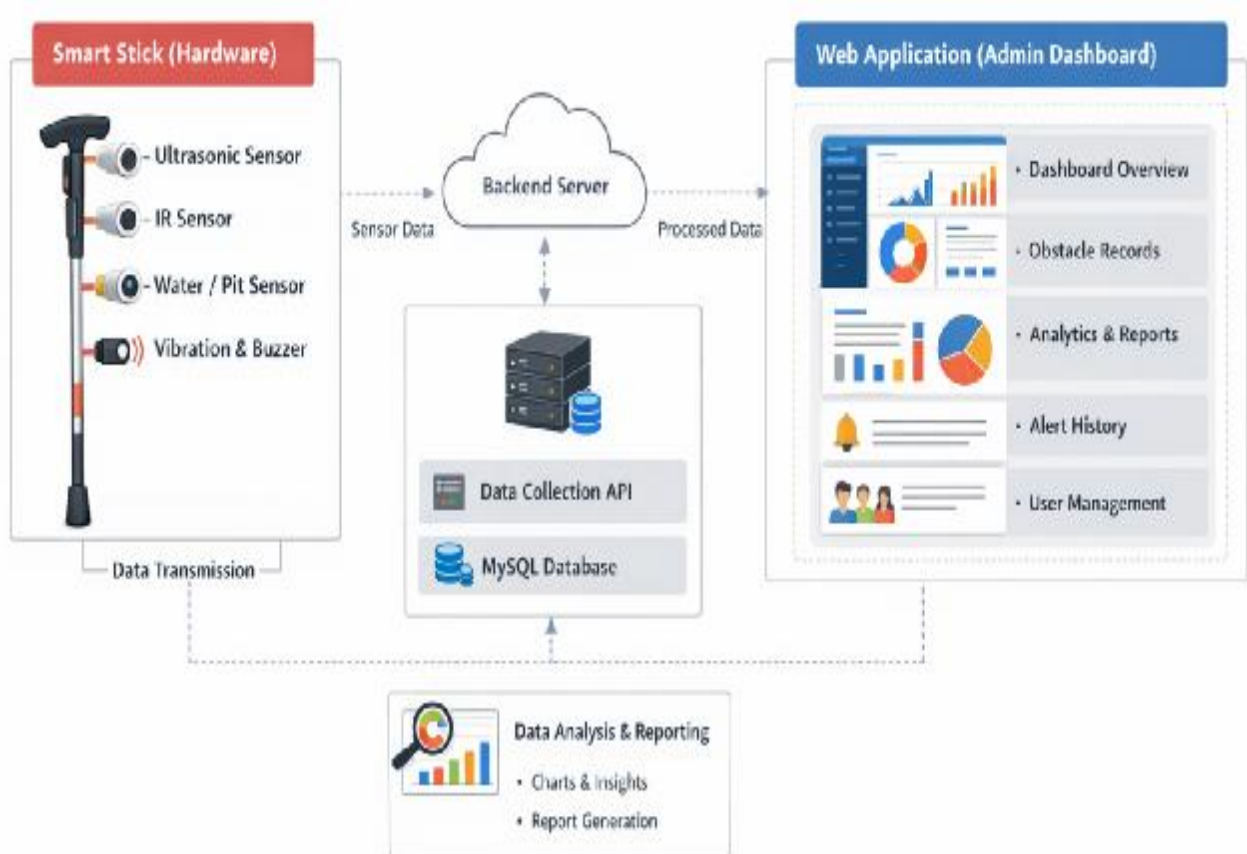 Smart Stick (Hardware)
- Ultrasonic Sensor
- IR Sensor
- Water / Pit Sensor
Vibration & Buzzer
Data Transmission
Sensor Data
Backend Server
Processed Data
Data Collection API
MySQL Database
Web Application (Admin Dashboard)
• Dashboard Overview
• Obstacle Records
• Analytics & Reports
• Alert History
• User Management
Data Analysis & Reporting
• Charts & Insights
• Report Generation